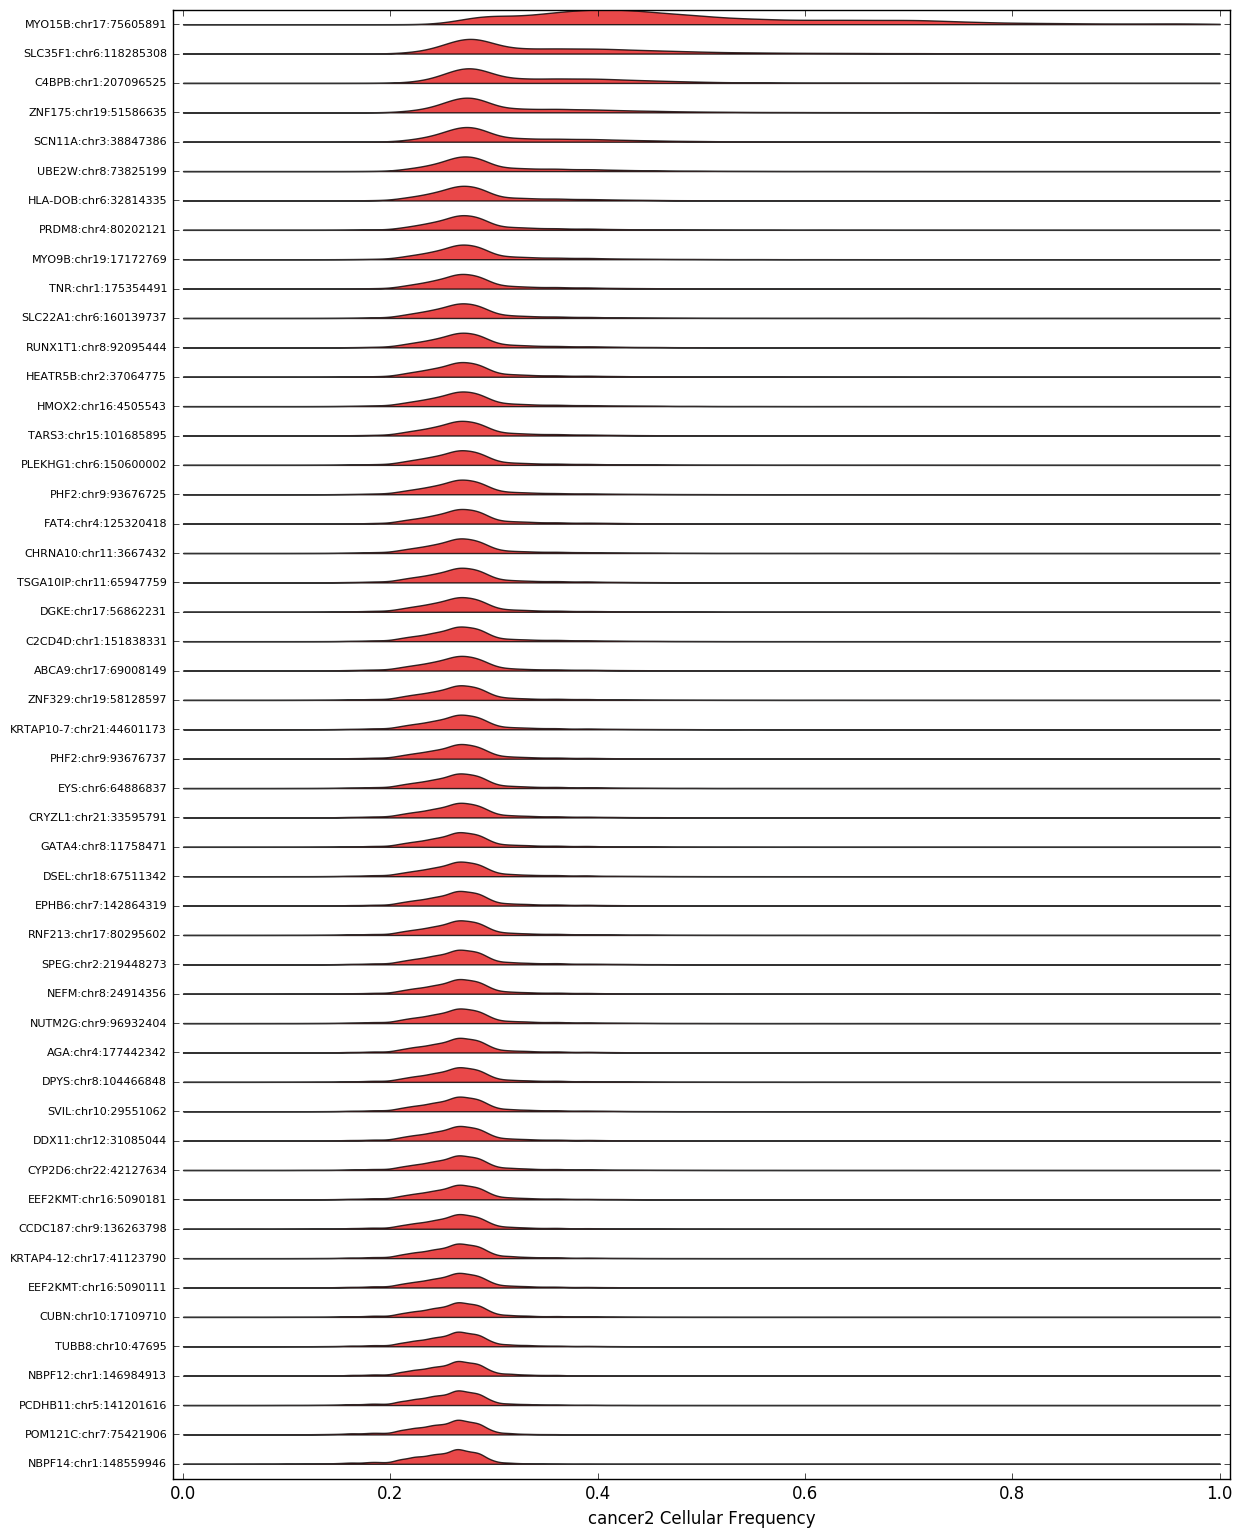 MYO15B:chr17:75605891
SLC35F1:chr6:118285308
C4BPB:chr1:207096525
ZNF175:chr19:51586635
SCN11A:chr3:38847386
UBE2W:chr8:73825199
HLA-DOB:chr6:32814335
PRDM8:chr4:80202121
MYO9B:chr19:17172769
TNR:chr1:175354491
SLC22A1:chr6:160139737
RUNX1T1:chr8:92095444
HEATR5B:chr2:37064775
HMOX2:chr16:4505543
TARS3:chr15:101685895
PLEKHG1:chr6:150600002
PHF2:chr9:93676725
FAT4:chr4:125320418
CHRNA10:chr11:3667432
TSGA10IP:chr11:65947759
DGKE:chr17:56862231
C2CD4D:chr1:151838331
ABCA9:chr17:69008149
ZNF329:chr19:58128597
KRTAP10-7:chr21:44601173
PHF2:chr9:93676737
EYS:chr6:64886837
CRYZL1:chr21:33595791
GATA4:chr8:11758471
DSEL:chr18:67511342
EPHB6:chr7:142864319
RNF213:chr17:80295602
SPEG:chr2:219448273
NEFM:chr8:24914356
NUTM2G:chr9:96932404
AGA:chr4:177442342
DPYS:chr8:104466848
SVIL:chr10:29551062
DDX11:chr12:31085044
CYP2D6:chr22:42127634
EEF2KMT:chr16:5090181
CCDC187:chr9:136263798
KRTAP4-12:chr17:41123790
EEF2KMT:chr16:5090111
CUBN:chr10:17109710
TUBB8:chr10:47695
NBPF12:chr1:146984913
PCDHB11:chr5:141201616
POM121C:chr7:75421906
NBPF14:chr1:148559946
0.0 0.2 0.4 0.6 0.8 1.0
cancer2 Cellular Frequency